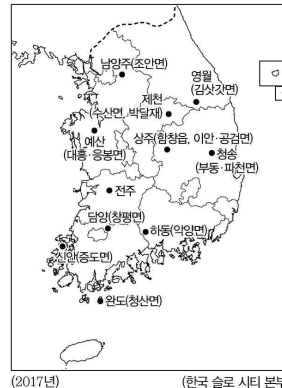 남양주(조안면)
영월
(김삿갓면)
제천
(수산면, 박달재)
예산
(대흥·응봉면)
상주(함창읍, 이안·공검면)
청송
(부동·파천면)
전주
담양(창평면)
하동(악양면)
신안(증도면)
완도(청산면)
(2017년)
(한국 슬로 시티 본부